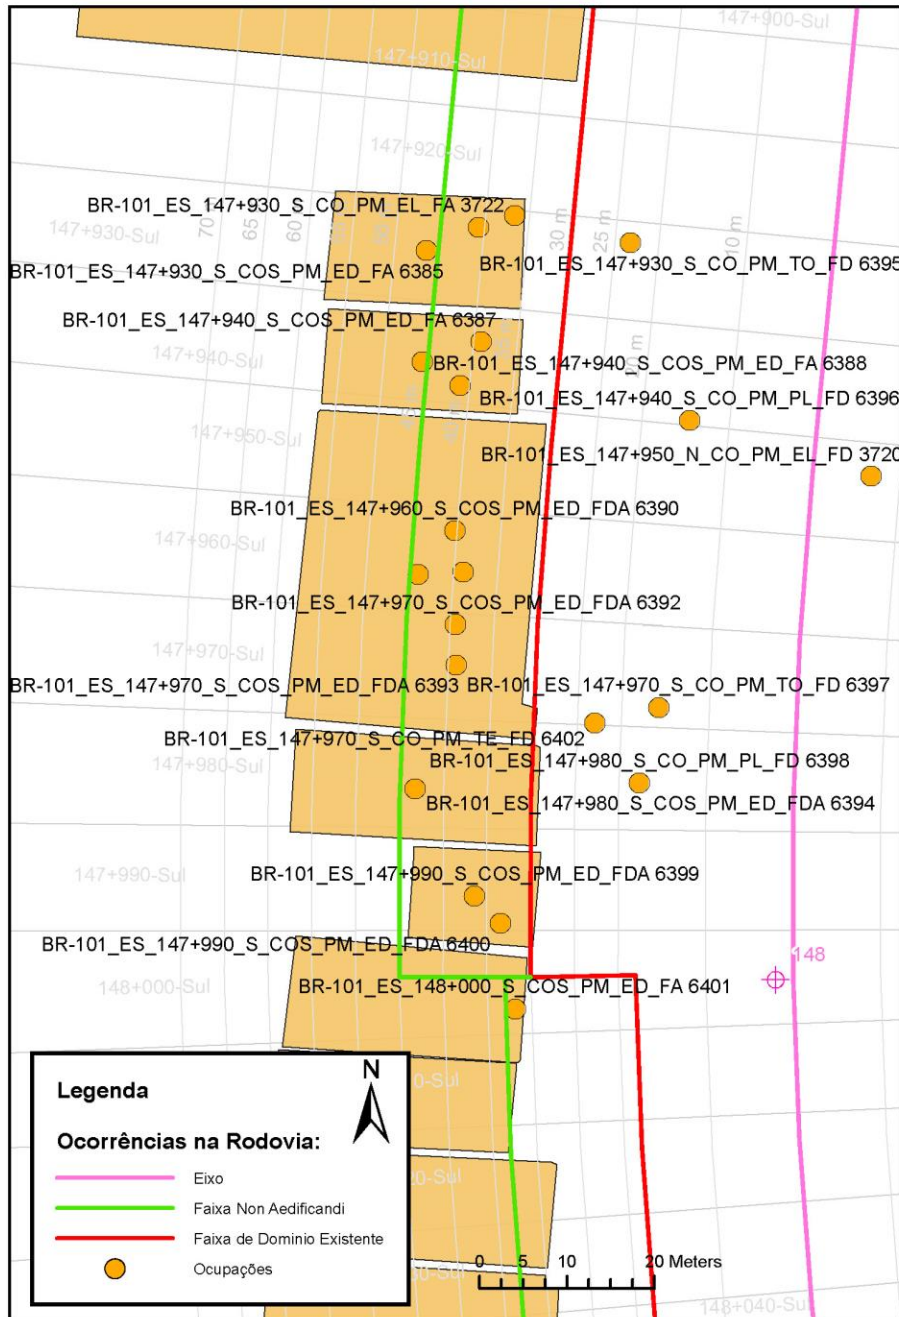 147+900-Sul
147+910-Sul
147+920-Sul
BR-101_ES_147+930_S_CO_PM_EL_FA 3722
147+930-Sul
70 m
65
60
30 m
25 m
10 m
BR-101_ES_147+930_S_COS_PM_ED_FA 6385
BR-101_ES_147+930_S_CO_PM_TO_FD 6395
BR-101_ES_147+940_S_COS_PM_ED_FA 6387
147+940-Sul
BR-101_ES_147+940_S_COS_PM_ED_FA 6388
BR-101_ES_147+940_S_CO_PM_PL_FD 6396
147+950-Sul
BR-101_ES_147+950_N_CO_PM_EL_FD 3720
BR-101_ES_147+960_S_COS_PM_ED_FDA 6390
147+960-Sul
BR-101_ES_147+970_S_COS_PM_ED_FDA 6392
147+970-Sul
BR-101_ES_147+970_S_COS_PM_ED_FDA 6393
BR-101_ES_147+970_S_CO_PM_TO_FD 6397
BR-101_ES_147+970_S_CO_PM_TE_FD 6402
147+980-Sul
BR-101_ES_147+980_S_CO_PM_PL_FD 6398
BR-101_ES_147+980_S_COS_PM_ED_FDA 6394
147+990-Sul
BR-101_ES_147+990_S_COS_PM_ED_FDA 6399
BR-101_ES_147+990_S_COS_PM_ED_FDA 6400
148
148+000-Sul
BR-101_ES_148+000_S_COS_PM_ED_FA 6401
0-Sul
20-Sul
30-Sul
148+040-Sul
N
Legenda
Ocorrências na Rodovia:
Eixo
Faixa Non Aedificandi
Faixa de Dominio Existente
Ocupações
0 5 10 20 Meters